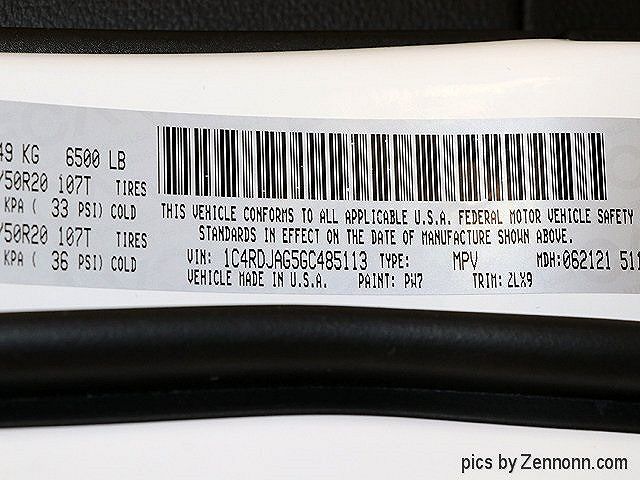 49 KG 6500 LB
/50R20 107T TIRES
KPA ( 33 PSI) COLD
/50R20 107T TIRES
KPA ( 36 PSI) COLD
THIS VEHICLE CONFORMS TO ALL APPLICABLE U.S.A. FEDERAL MOTOR VEHICLE SAFETY
STANDARDS IN EFFECT ON THE DATE OF MANUFACTURE SHOWN ABOVE.
VIN: 1C4RDJAG5GC485113 TYPE: MPV MDH: 062121 511
VEHICLE MADE IN U.S.A. PAINT: PW7 TRIM: ZLX9
pics by Zennonn.com